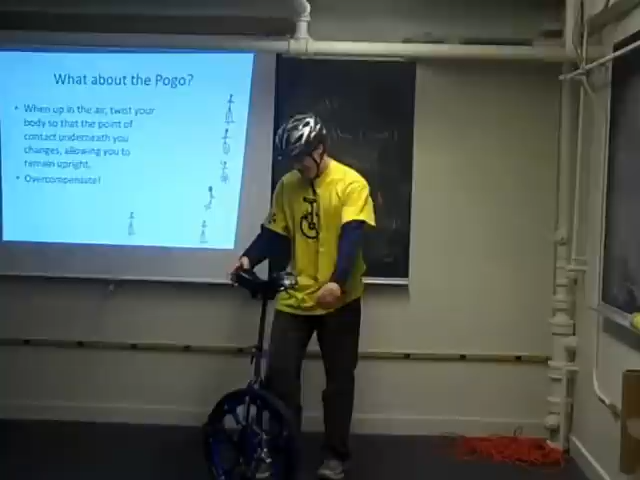 What about the Pogo?
• When up in the air, twist your
body so that the point of
contact underneath you
changes, allowing you to
remain upright.
• Overcompensate!